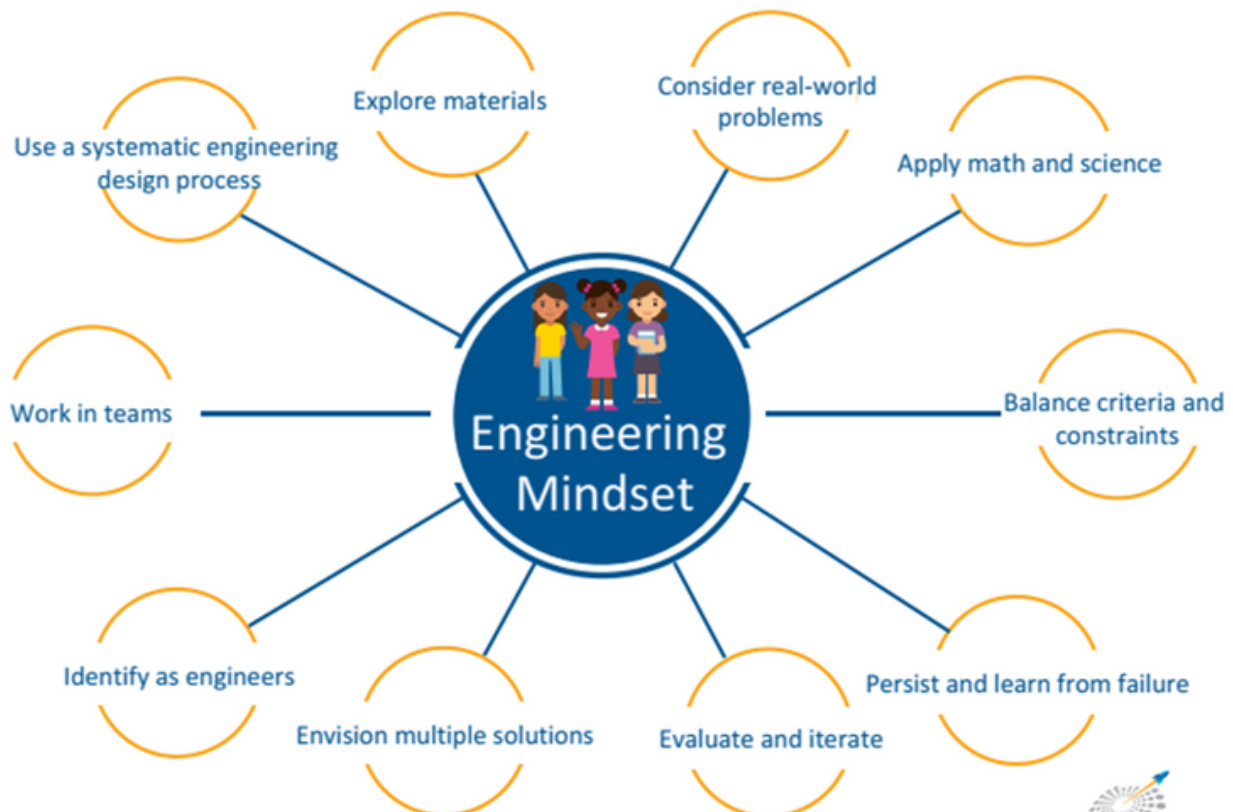 Explore materials
Consider real-world
problems
Use a systematic engineering
design process
Apply math and science
Work in teams
Engineering
Mindset
Balance criteria and
constraints
Identify as engineers
Envision multiple solutions
Evaluate and iterate
Persist and learn from failure